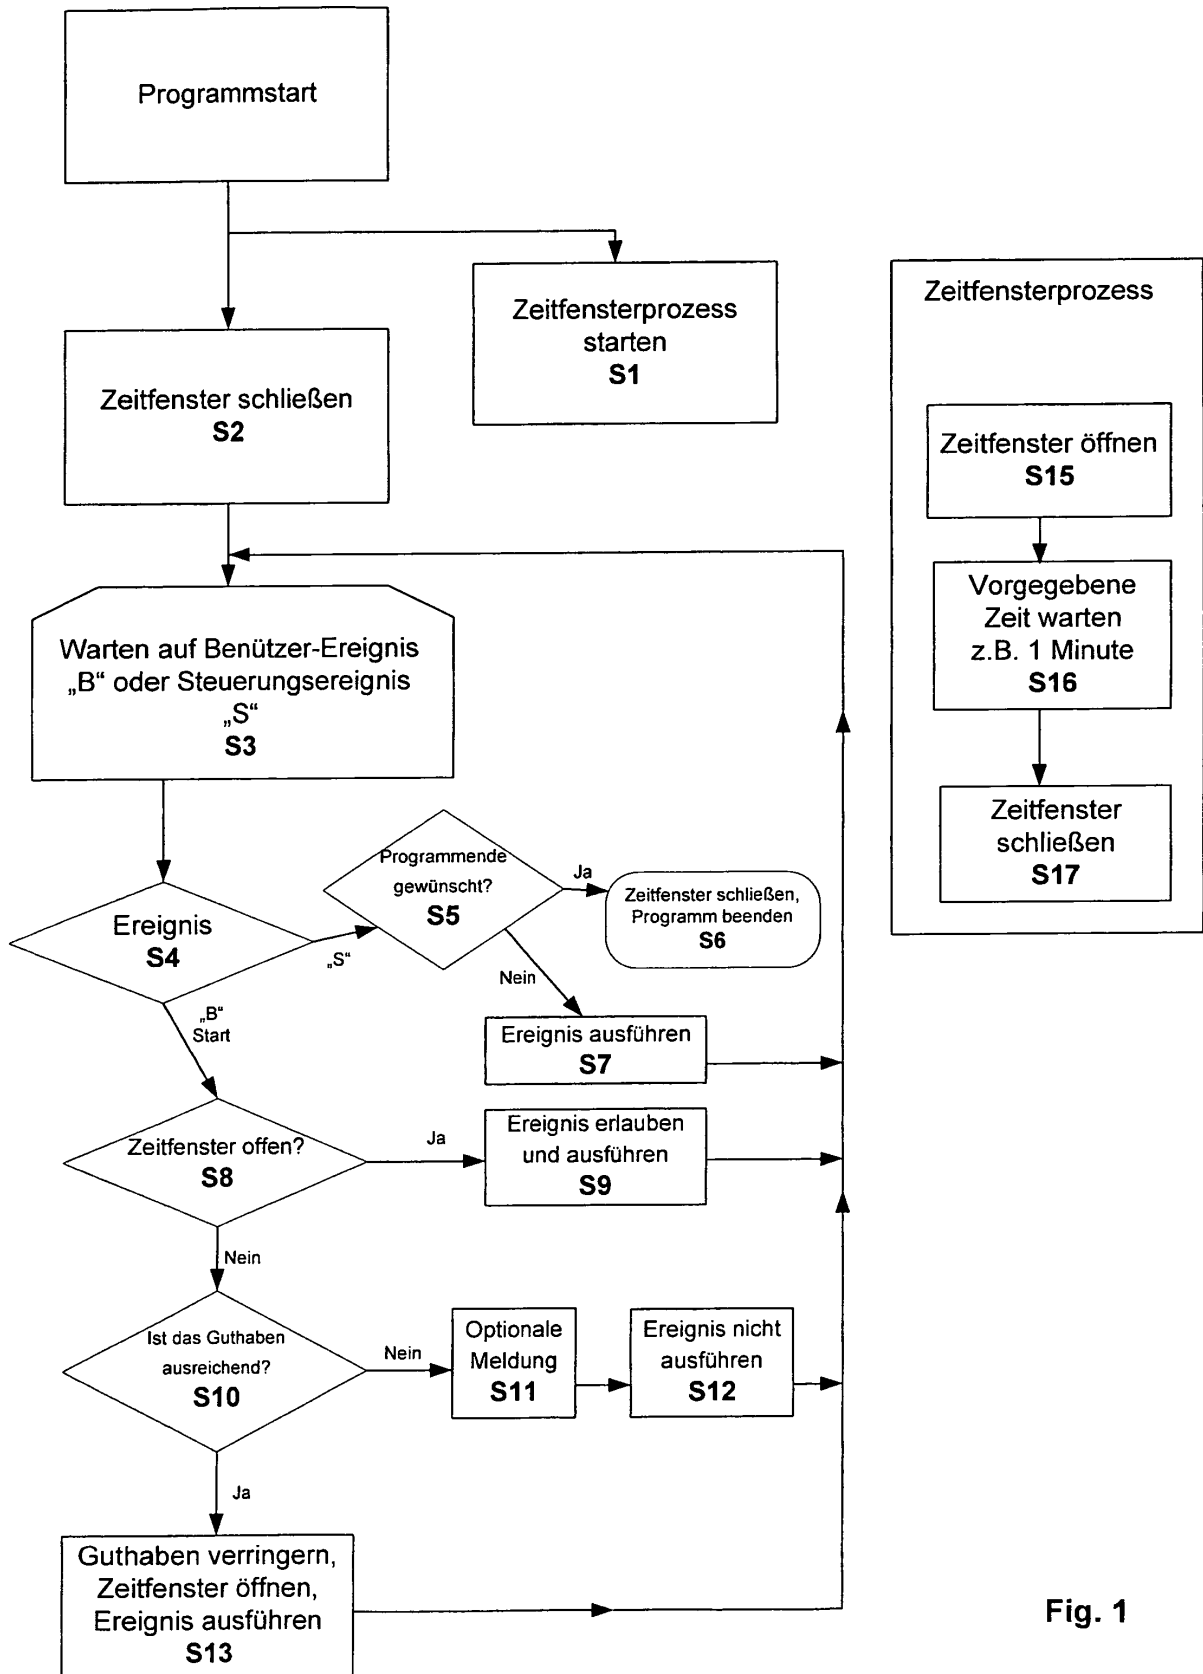 Programmstart
Zeitfensterprozess
starten
S1
Zeitfenster schließen
S2
Warten auf Benützer-Ereignis
„B“ oder Steuerungsereignis
„S“
S3
Ereignis
S4
„S“
Programmende
gewünscht?
S5
Ja
Zeitfenster schließen,
Programm beenden
S6
Nein
Ereignis ausführen
S7
„B“
Start
Zeitfenster offen?
S8
Ja
Ereignis erlauben
und ausführen
S9
Nein
Ist das Guthaben
ausreichend?
S10
Nein
Optionale
Meldung
S11
Ereignis nicht
ausführen
S12
Ja
Guthaben verringern,
Zeitfenster öffnen,
Ereignis ausführen
S13
Zeitfensterprozess
Zeitfenster öffnen
S15
Vorgegebene
Zeit warten
z.B. 1 Minute
S16
Zeitfenster
schließen
S17
Fig. 1